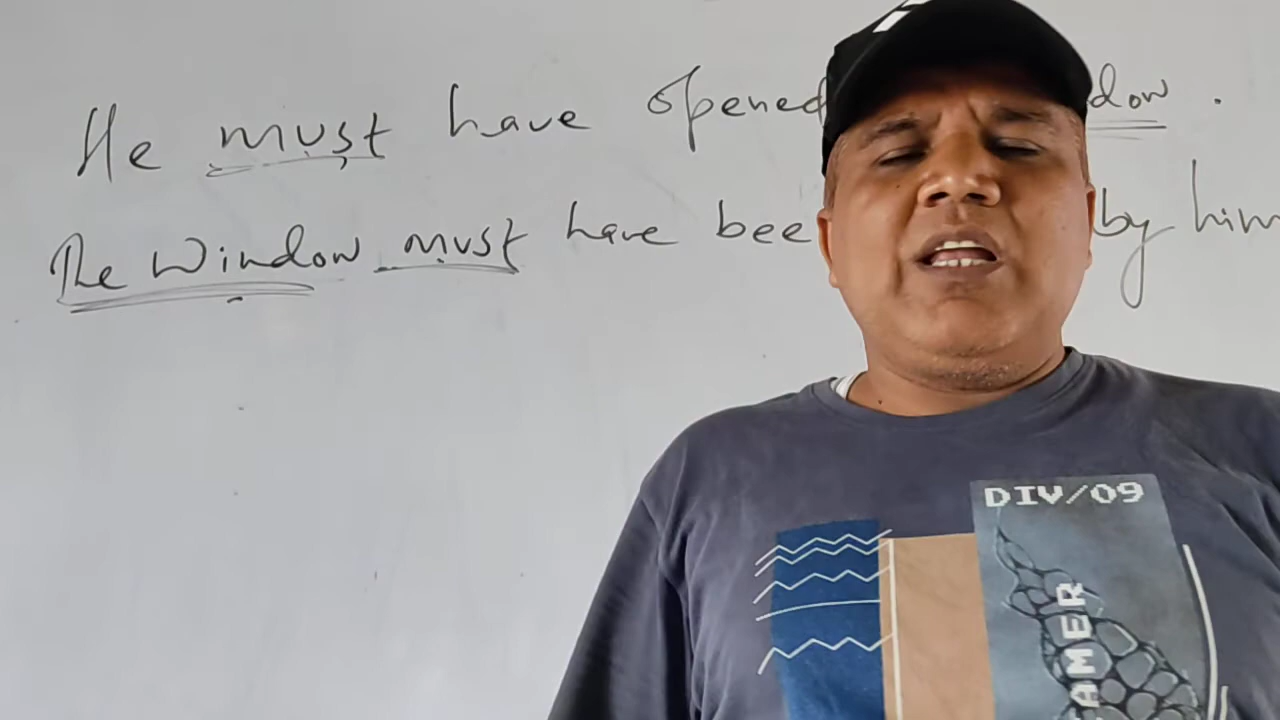 He must have opened dow .
The Window must have bee by him
DIV/09
AMER